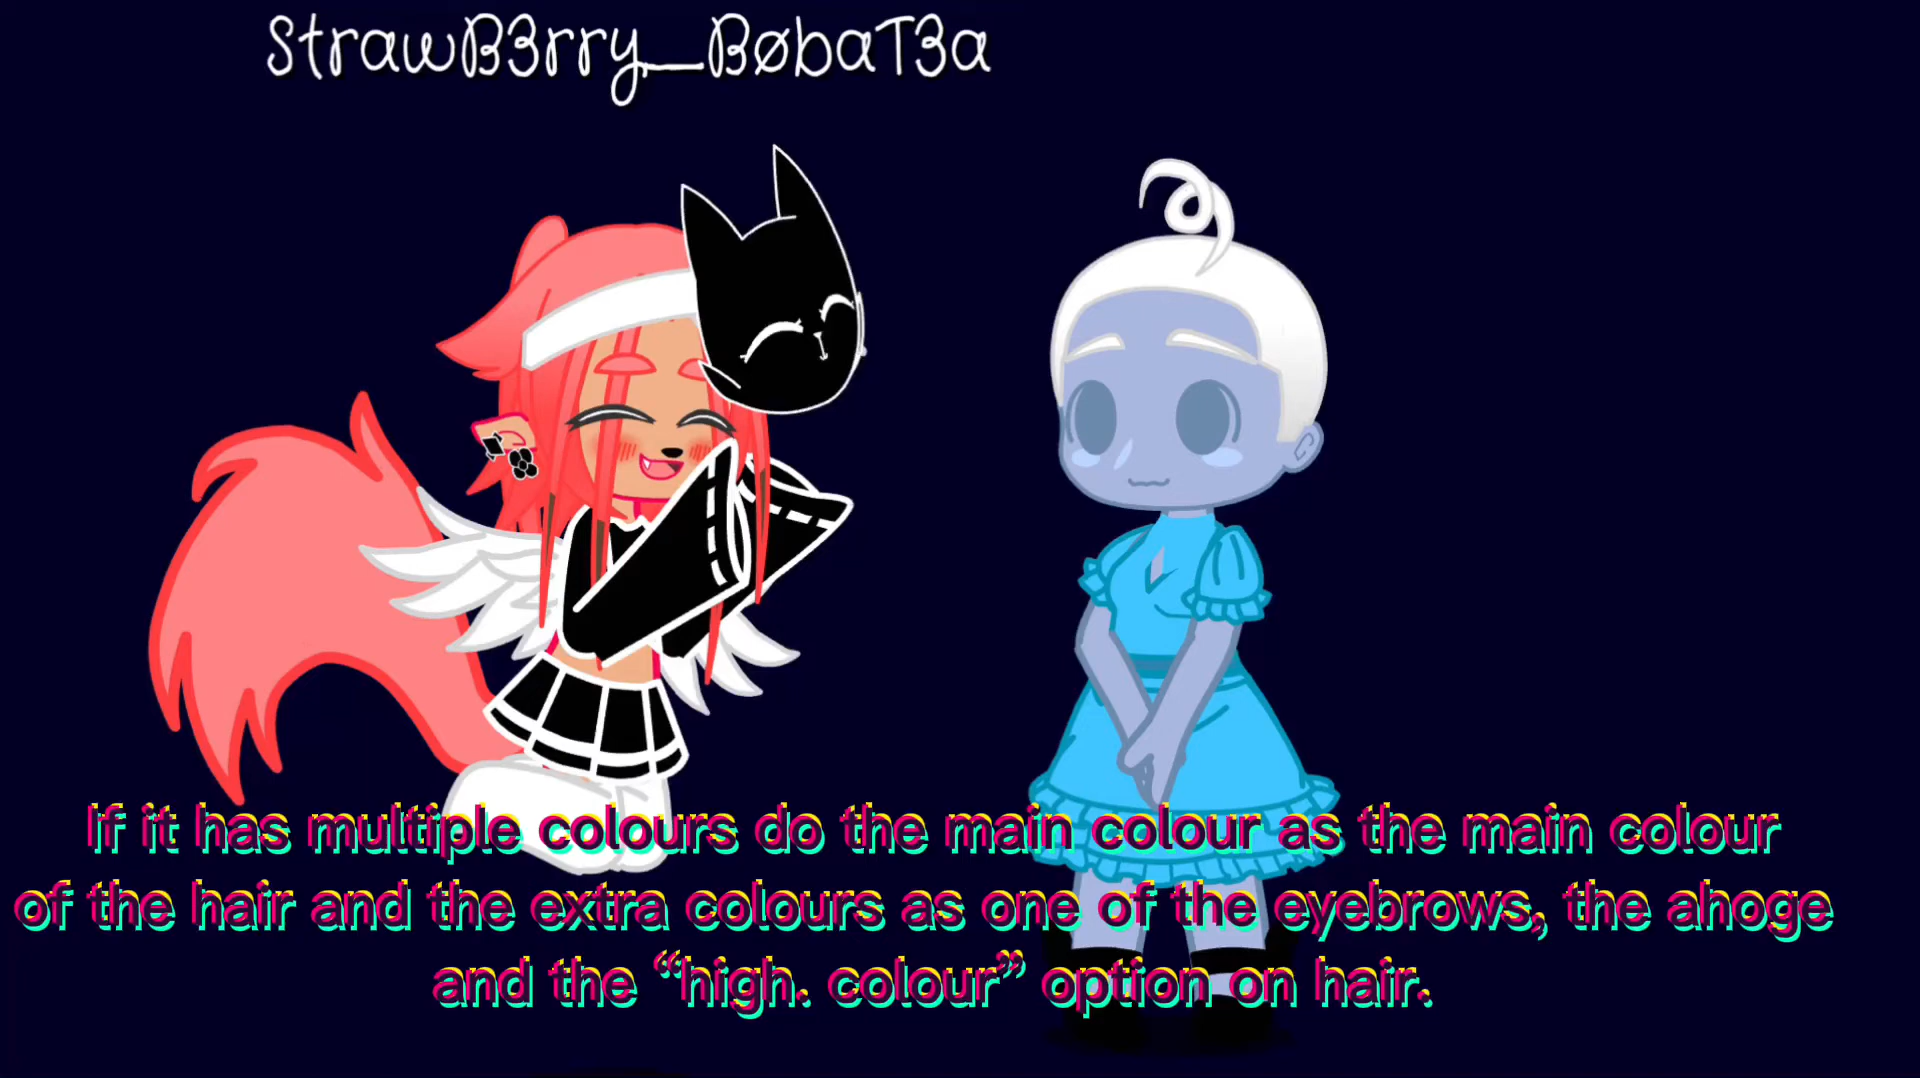 StrawB3rry_BøbaT3a
If it has multiple colours do the main colour as the main colour
of the hair and the extra colours as one of the eyebrows, the ahoge
and the “high. colour” option on hair.